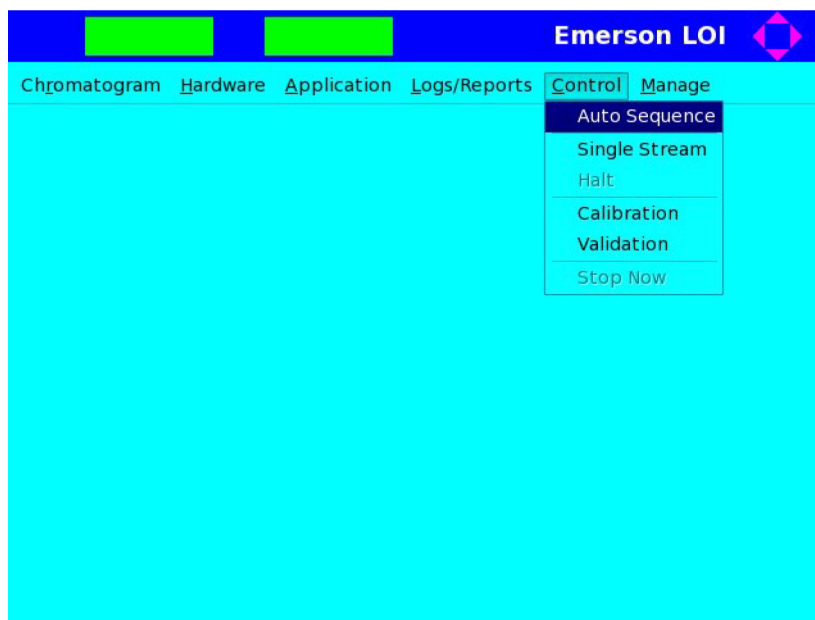 Emerson LOI
Chromatogram Hardware Application Logs/Reports Control Manage
Auto Sequence
Single Stream
Halt
Calibration
Validation
Stop Now